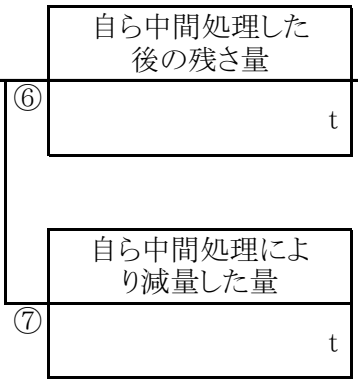 自ら中間処理した
後の残さ量
⑥
t
自ら中間処理によ
り減量した量
⑦
t